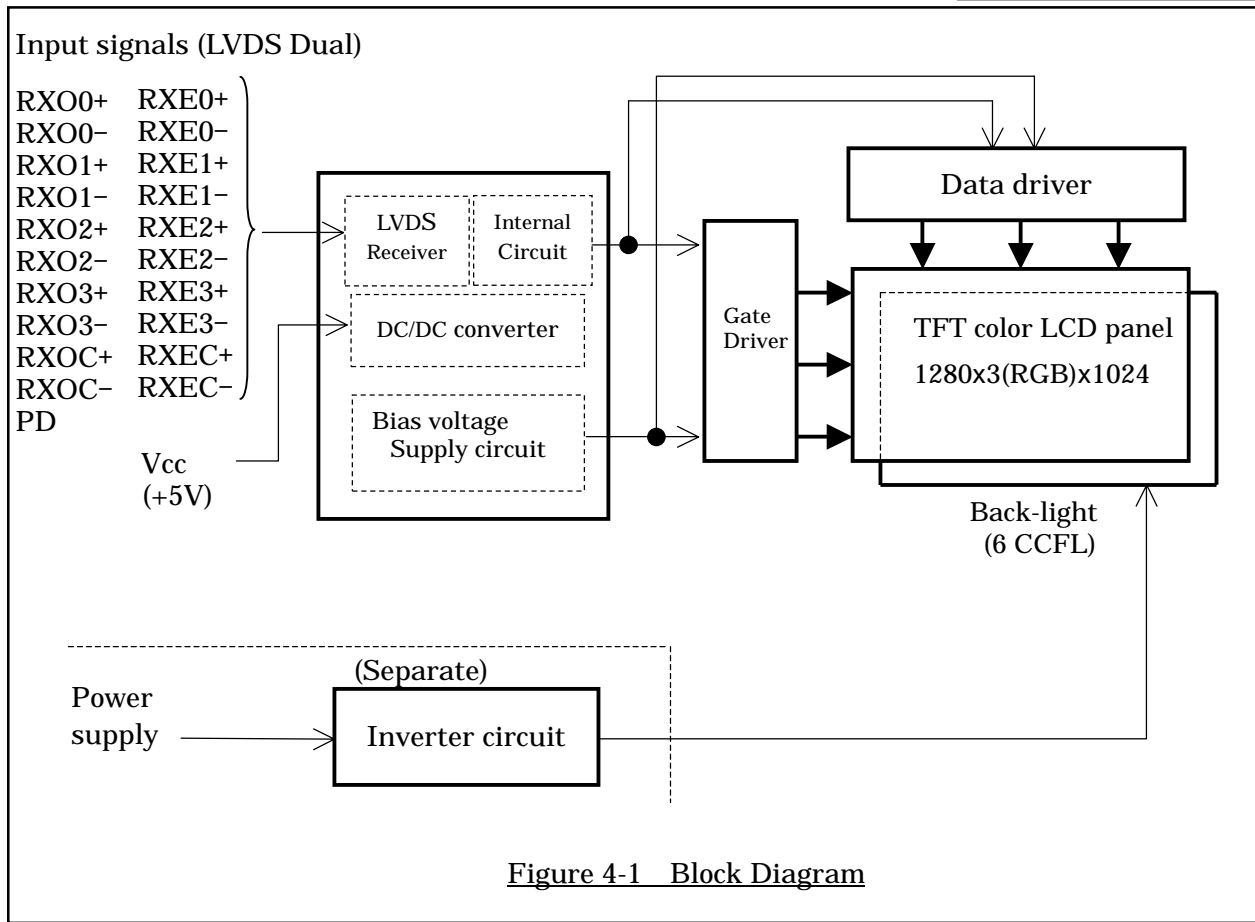 Input signals (LVDS Dual)
RXO0+ RXE0+
RXO0− RXE0−
RXO1+ RXE1+
RXO1− RXE1−
RXO2+ RXE2+
RXO2− RXE2−
RXO3+ RXE3+
RXO3− RXE3−
RXOC+ RXEC+
RXOC− RXEC−
PD
Vcc
(+5V)
LVDS
Receiver
Internal
Circuit
DC/DC converter
Bias voltage
Supply circuit
Gate
Driver
Data driver
TFT color LCD panel
1280x3(RGB)x1024
Back-light
(6 CCFL)
(Separate)
Power
supply
Inverter circuit
Figure 4-1 Block Diagram